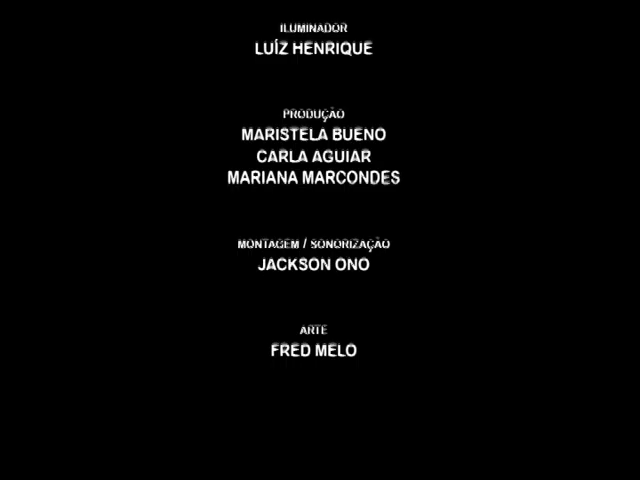 ILUMINADOR
LUÍZ HENRIQUE
PRODUÇÃO
MARISTELA BUENO
CARLA AGUIAR
MARIANA MARCONDES
MONTAGEM / SONORIZAÇÃO
JACKSON ONO
ARTE
FRED MELO